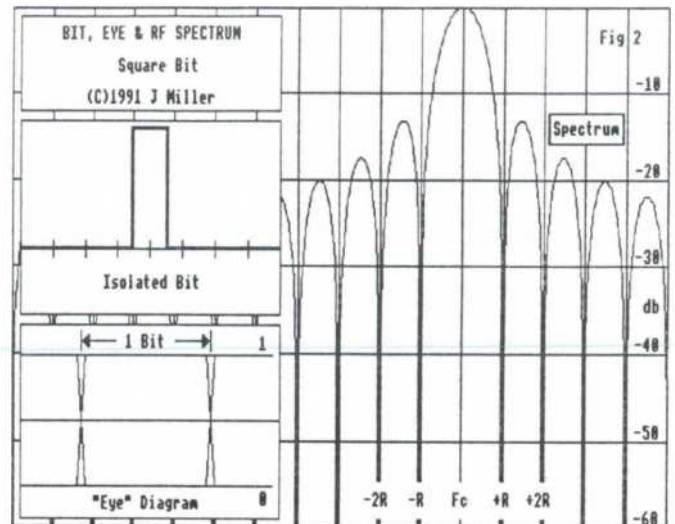 BIT, EYE & RF SPECTRUM
Square Bit
(C)1991 J Miller
Fig 2
-10
Spectrum
-20
-30
Isolated Bit
db
1 Bit 1
-40
-50
"Eye" Diagram 0
-2R -R Fc +R +2R
-60